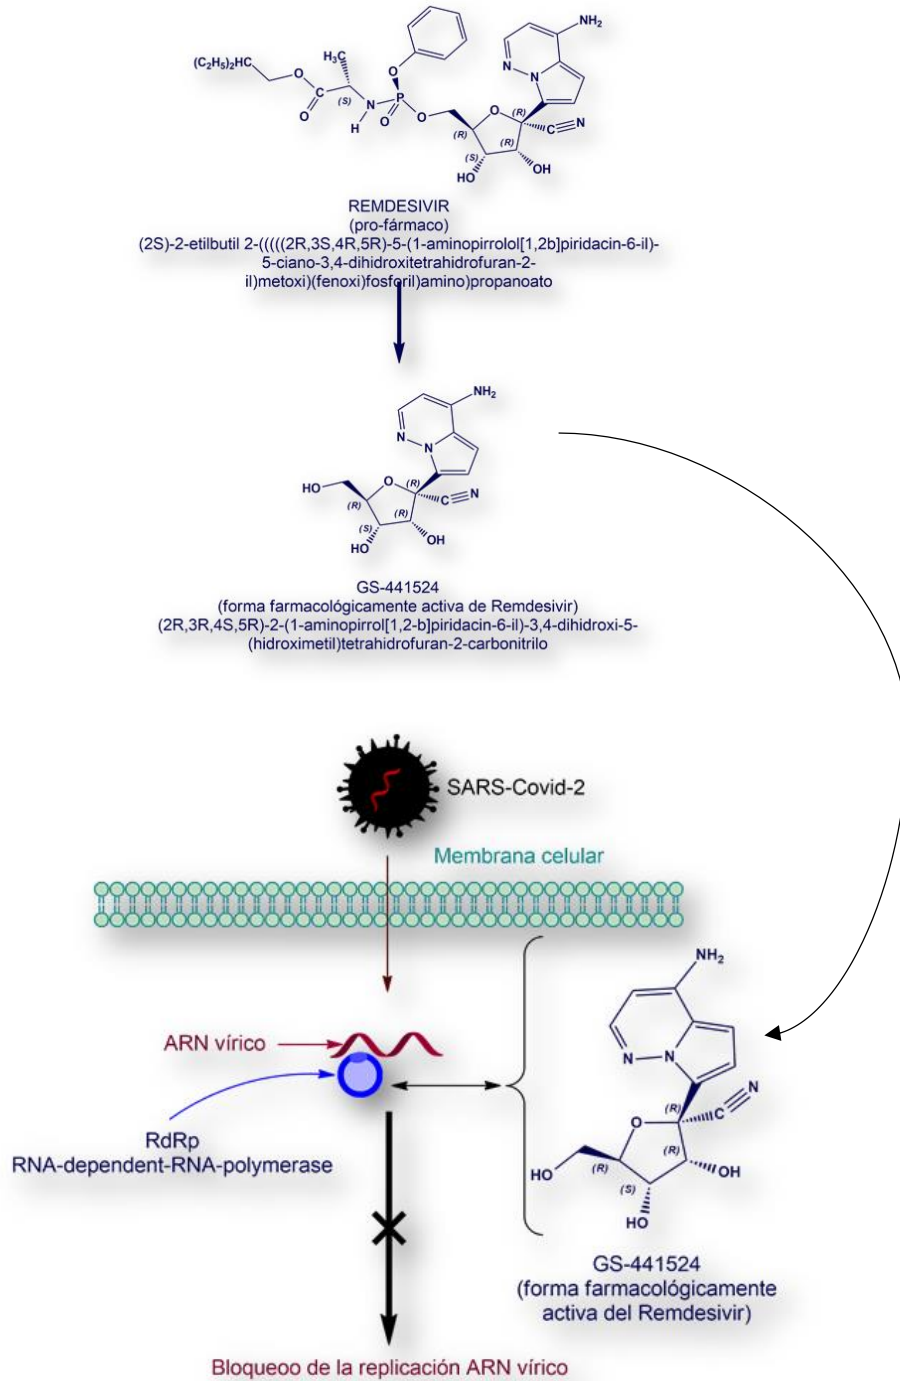 NH₂
(C₂H₅)₂HC
H₃C
O
O
N
N
O
(S)
N
H
P
O
O
O
(R)
C≡N
(R)
(S)
(R)
HO
OH
REMDESIVIR
(pro-fármaco)
(2S)-2-etilbutil 2-(((((2R,3S,4R,5R)-5-(1-aminopirrolol[1,2b]piridacin-6-il)-
5-ciano-3,4-dihidroxitetrahidrofuran-2-
il)metoxi)(fenoxi)fosforil)amino)propanoato
NH₂
N
N
HO
O
(R)
C≡N
(R)
(R)
(S)
HO
OH
GS-441524
(forma farmacológicamente activa de Remdesivir)
(2R,3R,4S,5R)-2-(1-aminopirrol[1,2-b]piridacin-6-il)-3,4-dihidroxi-5-
(hidroximetil)tetrahidrofuran-2-carbonitrilo
SARS-Covid-2
Membrana celular
NH₂
ARN vírico
N
N
RdRp
RNA-dependent-RNA-polymerase
(R)
C≡N
O
HO
(R)
(R)
OH
(S)
HO
GS-441524
(forma farmacológicamente
activa del Remdesivir)
Bloqueoo de la replicación ARN vírico